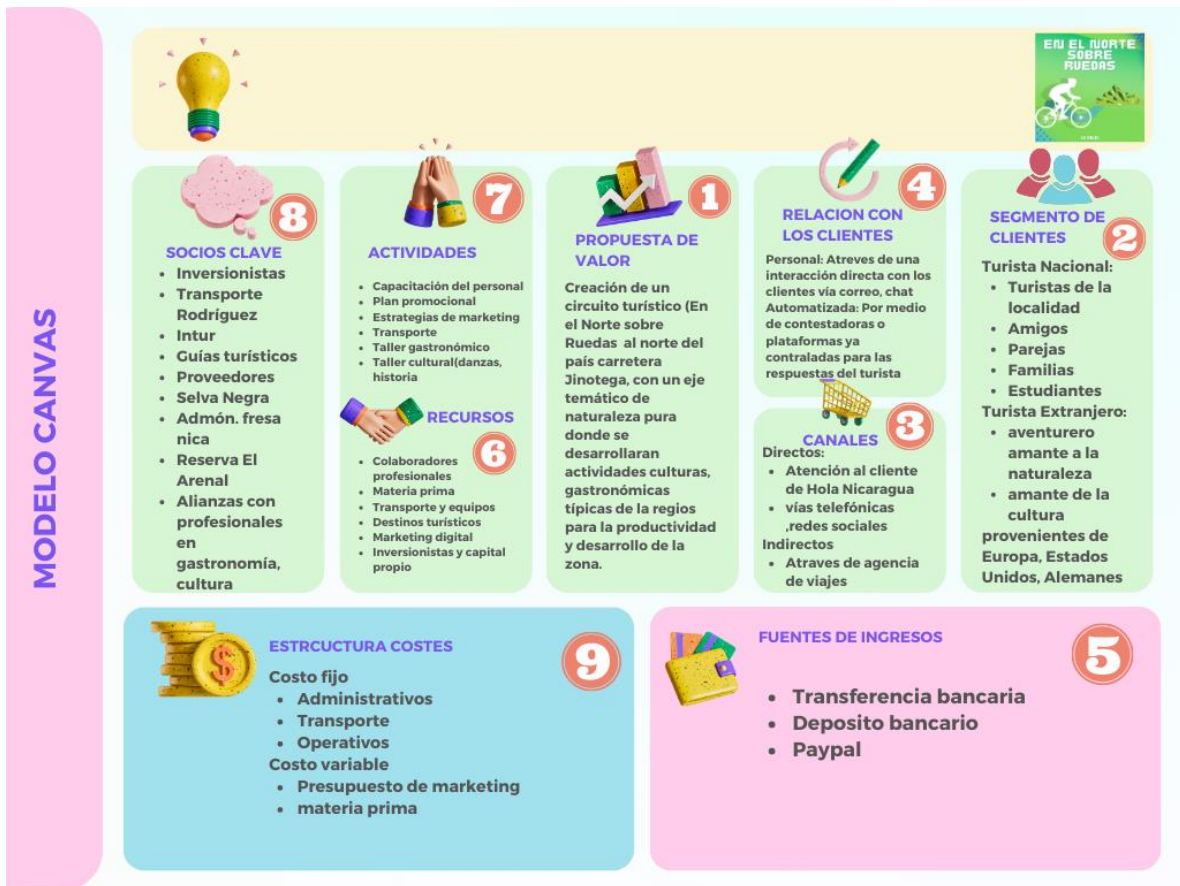 MODELO CANVAS
EN EL NORTE
SOBRE
RUEDAS
8
SOCIOS CLAVE
• Inversionistas
• Transporte
Rodríguez
• Intur
• Guías turísticos
• Proveedores
• Selva Negra
• Admón. fresa
nica
• Reserva El
Arenal
• Alianzas con
profesionales
en
gastronomía,
cultura
7
ACTIVIDADES
• Capacitación del personal
• Plan promocional
• Estrategias de marketing
• Transporte
• Taller gastronómico
• Taller cultural(danzas,
historia
RECURSOS
6
• Colaboradores
profesionales
• Materia prima
• Transporte y equipos
• Destinos turísticos
• Marketing digital
• Inversionistas y capital
propio
1
PROPUESTA DE
VALOR
Creación de un
circuito turístico (En
el Norte sobre
Ruedas al norte del
país carretera
Jinotega, con un eje
temático de
naturaleza pura
donde se
desarrollaran
actividades culturas,
gastronómicas
típicas de la regios
para la productividad
y desarrollo de la
zona.
4
RELACION CON
LOS CLIENTES
Personal: Atreves de una
interacción directa con los
clientes vía correo, chat
Automatizada: Por medio
de contestadoras o
plataformas ya
contraladas para las
respuestas del turista
CANALES
3
Directos:
• Atención al cliente
de Hola Nicaragua
• vías telefónicas
,redes sociales
Indirectos
• Atraves de agencia
de viajes
SEGMENTO DE
CLIENTES
2
Turista Nacional:
• Turistas de la
localidad
• Amigos
• Parejas
• Familias
• Estudiantes
Turista Extranjero:
• aventurero
amante a la
naturaleza
• amante de la
cultura
provenientes de
Europa, Estados
Unidos, Alemanes
ESTRCUCTURA COSTES
9
Costo fijo
• Administrativos
• Transporte
• Operativos
Costo variable
• Presupuesto de marketing
• materia prima
FUENTES DE INGRESOS
5
• Transferencia bancaria
• Deposito bancario
• Paypal